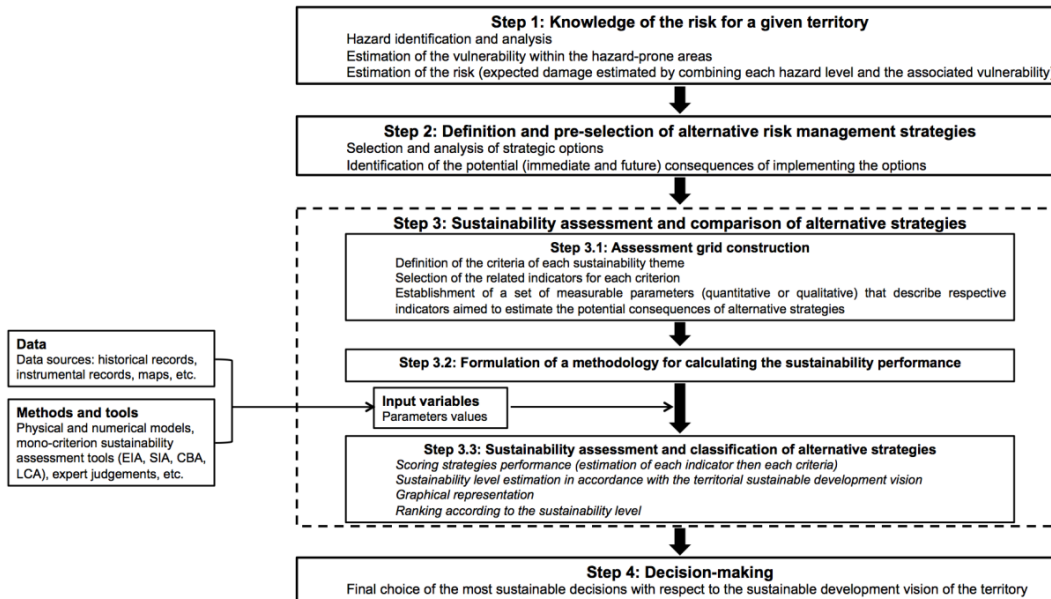 Step 1: Knowledge of the risk for a given territory
Hazard identification and analysis
Estimation of the vulnerability within the hazard-prone areas
Estimation of the risk (expected damage estimated by combining each hazard level and the associated vulnerability)
Step 2: Definition and pre-selection of alternative risk management strategies
Selection and analysis of strategic options
Identification of the potential (immediate and future) consequences of implementing the options
Step 3: Sustainability assessment and comparison of alternative strategies
Step 3.1: Assessment grid construction
Definition of the criteria of each sustainability theme
Selection of the related indicators for each criterion
Establishment of a set of measurable parameters (quantitative or qualitative) that describe respective
indicators aimed to estimate the potential consequences of alternative strategies
Step 3.2: Formulation of a methodology for calculating the sustainability performance
Data
Data sources: historical records,
instrumental records, maps, etc.
Methods and tools
Physical and numerical models,
mono-criterion sustainability
assessment tools (EIA, SIA, CBA,
LCA), expert judgements, etc.
Input variables
Parameters values
Step 3.3: Sustainability assessment and classification of alternative strategies
Scoring strategies performance (estimation of each indicator then each criteria)
Sustainability level estimation in accordance with the territorial sustainable development vision
Graphical representation
Ranking according to the sustainability level
Step 4: Decision-making
Final choice of the most sustainable decisions with respect to the sustainable development vision of the territory